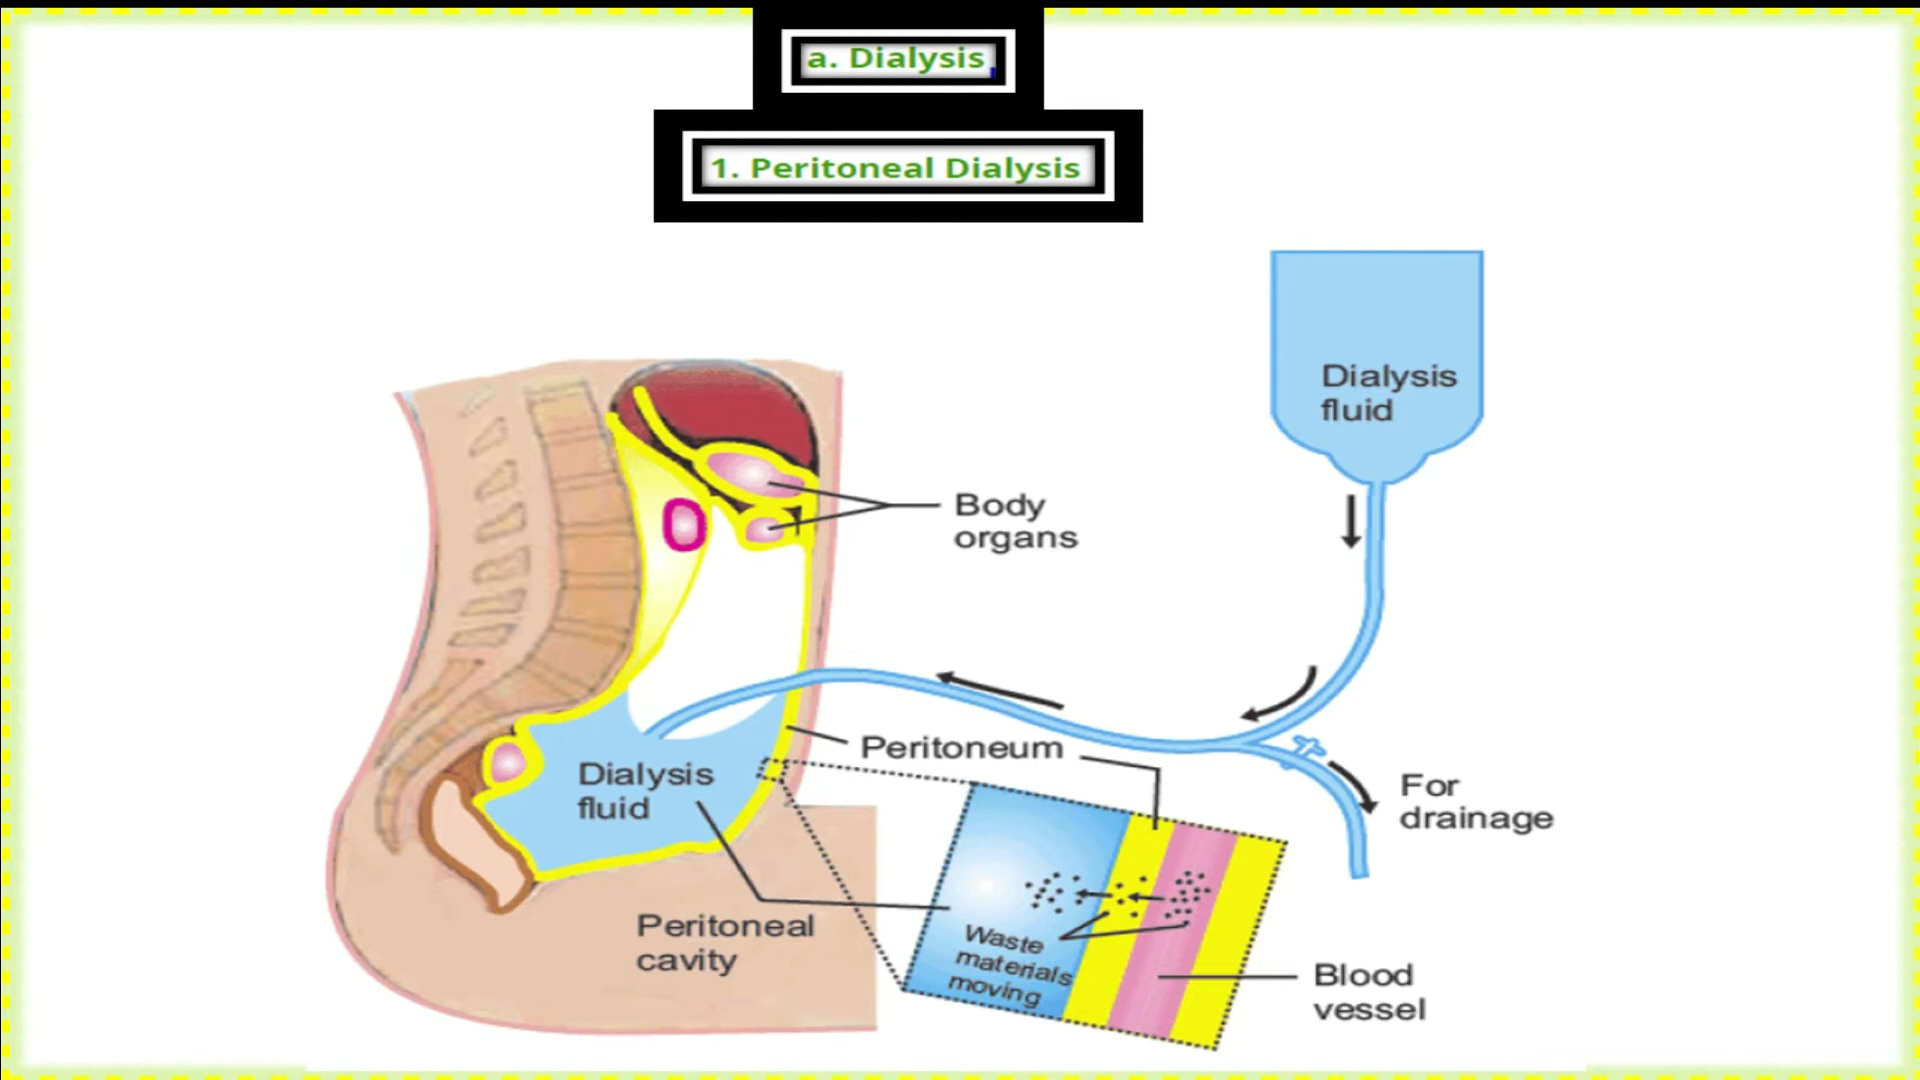 a. Dialysis
1. Peritoneal Dialysis
Dialysis
fluid
Body
organs
Peritoneum
Dialysis
fluid
For
drainage
Peritoneal
cavity
Waste
materials
moving
Blood
vessel